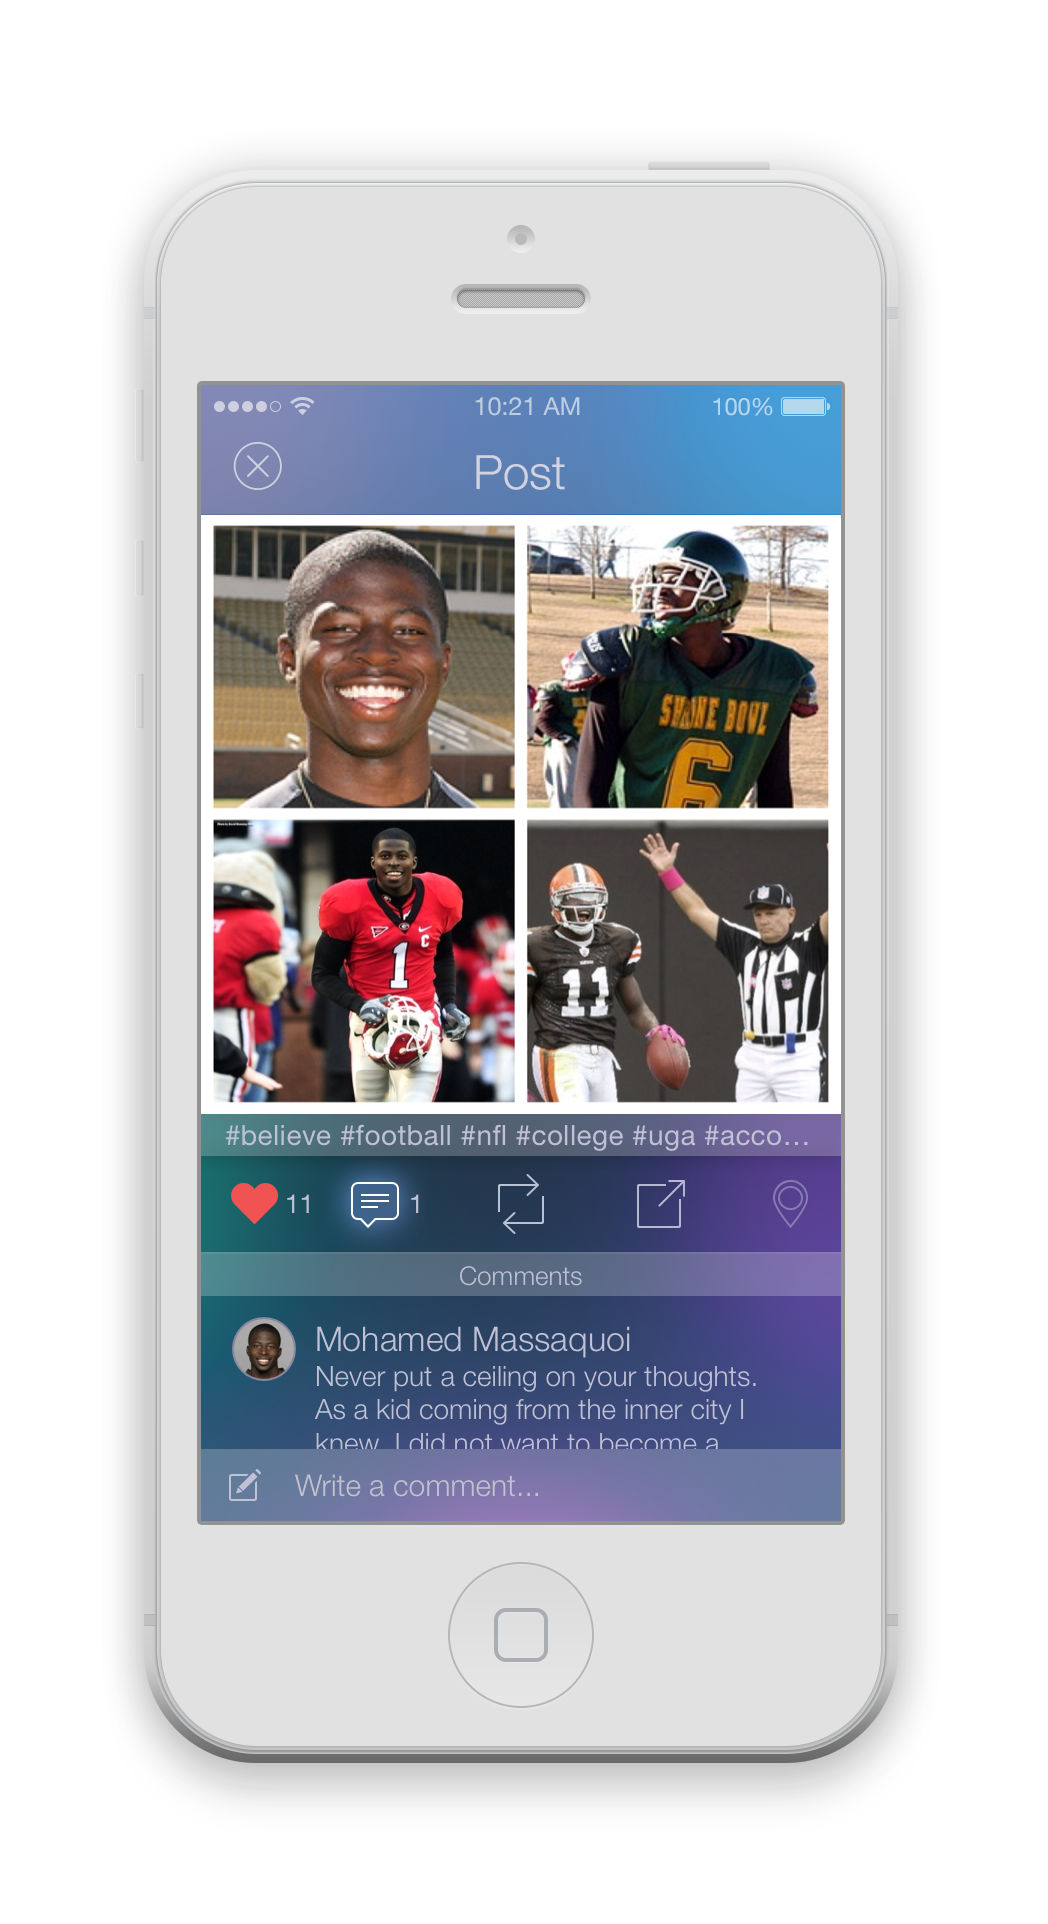 10:21 AM
100%
Post
SHRINE BOWL
6
1
C
11
#believe #football #nfl #college #uga #acco...
11
1
Comments
Mohamed Massaquoi
Never put a ceiling on your thoughts.
As a kid coming from the inner city I
knew, I did not want to become a
Write a comment...